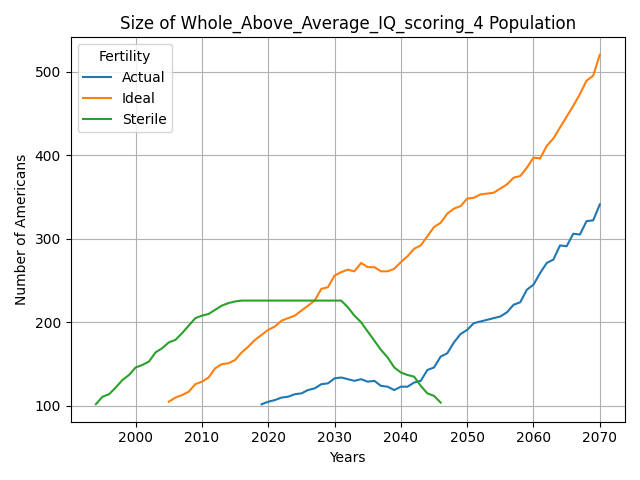 Size of Whole_Above_Average_IQ_scoring_4 Population
Fertility
Actual
Ideal
Sterile
500
400
300
200
100
Number of Americans
2000 2010 2020 2030 2040 2050 2060 2070
Years